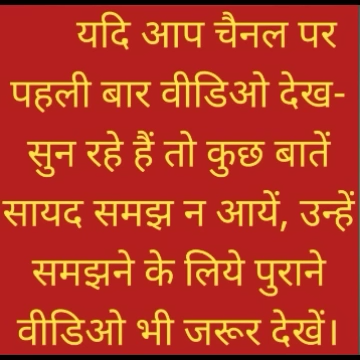 यदि आप चैनल पर
पहली बार वीडिओ देख-
सुन रहे हैं तो कुछ बातें
सायद समझ न आयें, उन्हें
समझने के लिये पुराने
वीडिओ भी जरूर देखें।